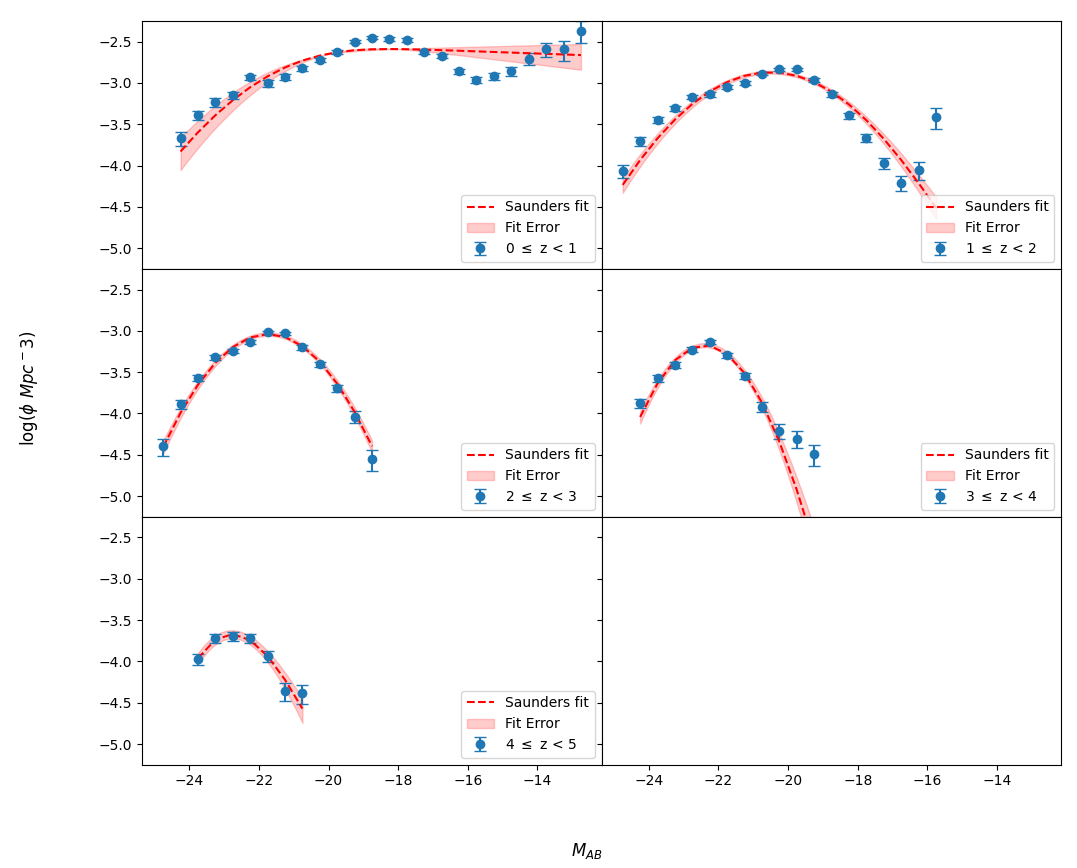 −2.5
−3.0
−3.5
−4.0
−4.5
−5.0
Saunders fit
Fit Error
0 ≤ z < 1
Saunders fit
Fit Error
1 ≤ z < 2
−2.5
−3.0
−3.5
−4.0
−4.5
−5.0
Saunders fit
Fit Error
2 ≤ z < 3
Saunders fit
Fit Error
3 ≤ z < 4
log(ϕ Mpc⁻3)
−2.5
−3.0
−3.5
−4.0
−4.5
−5.0
Saunders fit
Fit Error
4 ≤ z < 5
−24 −22 −20 −18 −16 −14
−24 −22 −20 −18 −16 −14
M_AB